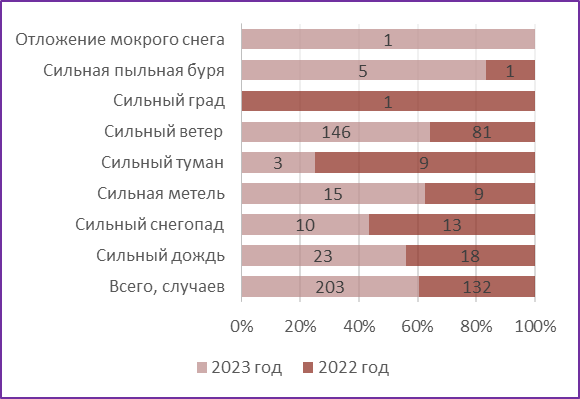 Отложение мокрого снега 1
Сильная пыльная буря 5 1
Сильный град 1
Сильный ветер 146 81
Сильный туман 3 9
Сильная метель 15 9
Сильный снегопад 10 13
Сильный дождь 23 18
Всего, случаев 203 132
0% 20% 40% 60% 80% 100%
2023 год 2022 год